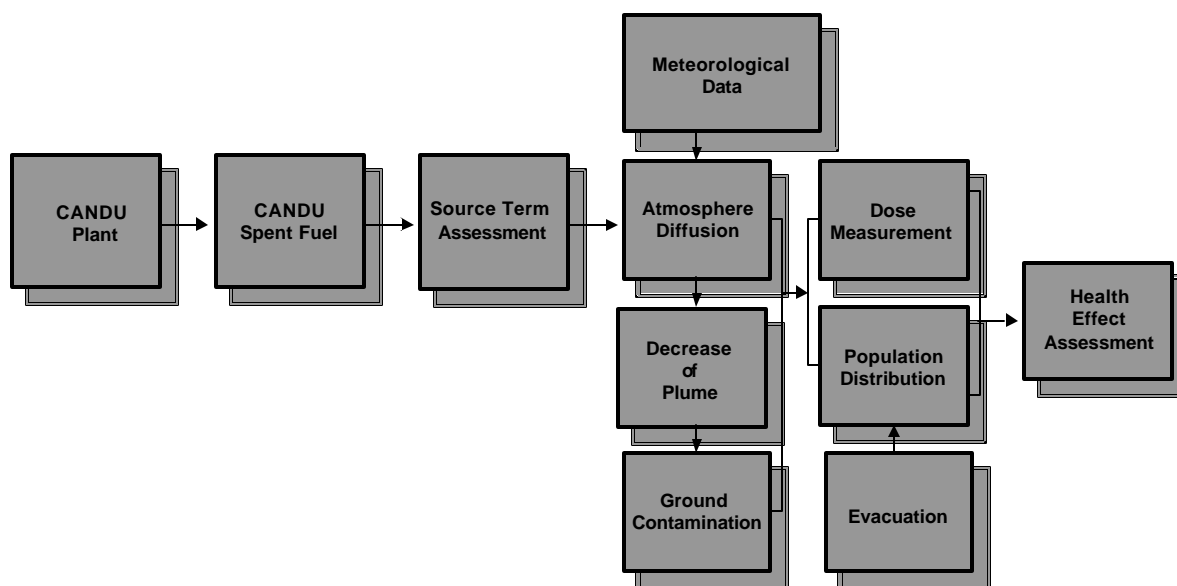 Meteorological
Data
CANDU
Plant
CANDU
Spent Fuel
Source Term
Assessment
Atmosphere
Diffusion
Dose
Measurement
Decrease
of
Plume
Population
Distribution
Health
Effect
Assessment
Ground
Contamination
Evacuation